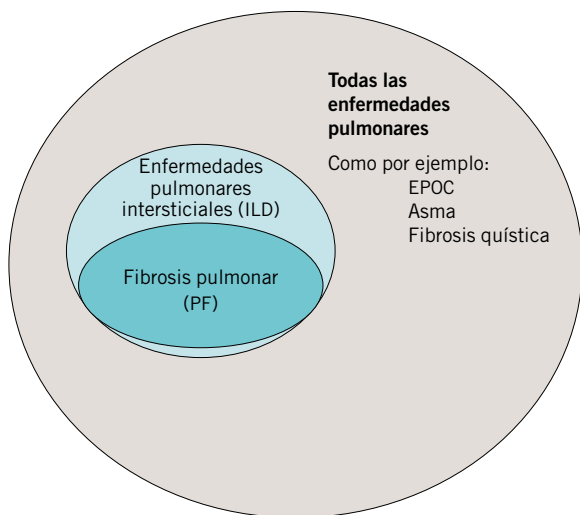 Todas las
enfermedades
pulmonares
Como por ejemplo:
EPOC
Asma
Fibrosis quística
Enfermedades
pulmonares
intersticiales (ILD)
Fibrosis pulmonar
(PF)